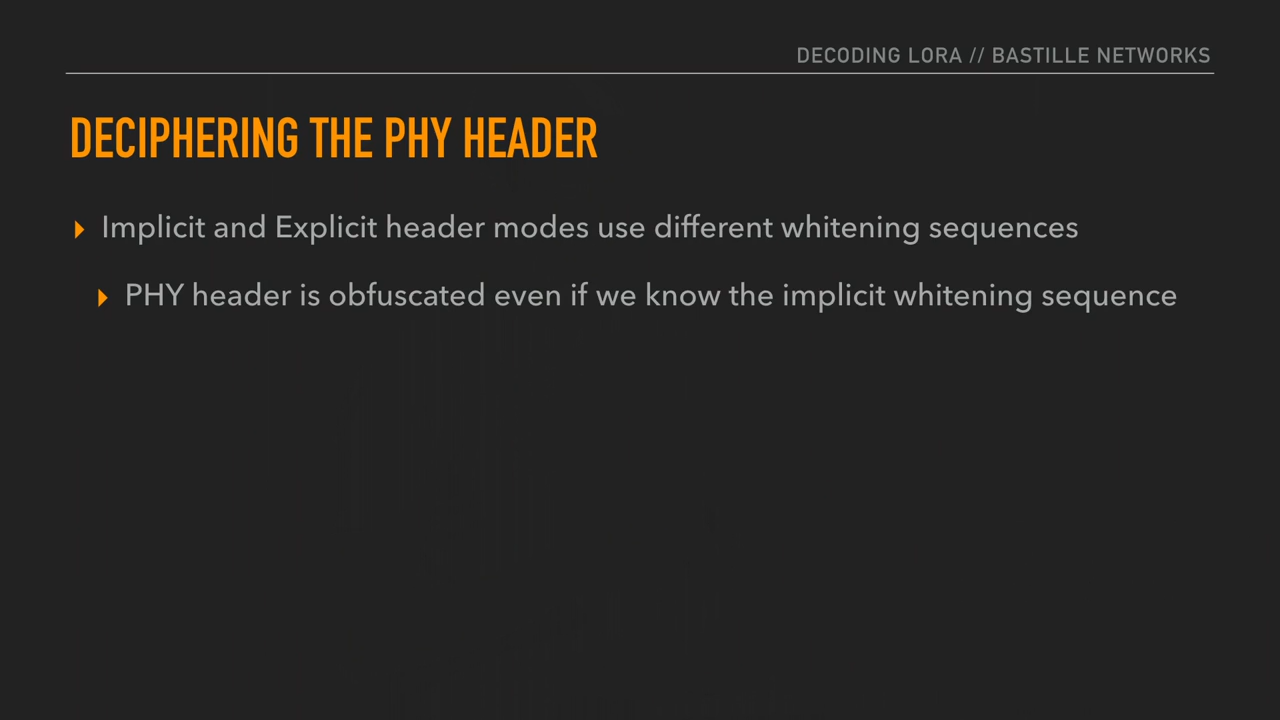 DECODING LORA // BASTILLE NETWORKS
DECIPHERING THE PHY HEADER
Implicit and Explicit header modes use different whitening sequences
PHY header is obfuscated even if we know the implicit whitening sequence